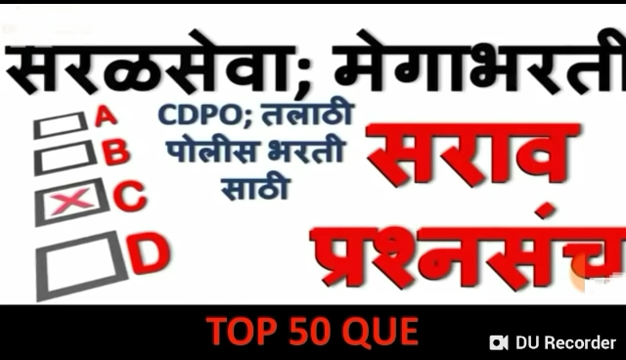 सरळसेवा; मेगाभरती
A
B
C
D
CDPO; तलाठी
पोलीस भरती
साठी
सराव
प्रश्नसंच
TOP 50 QUE
DU Recorder